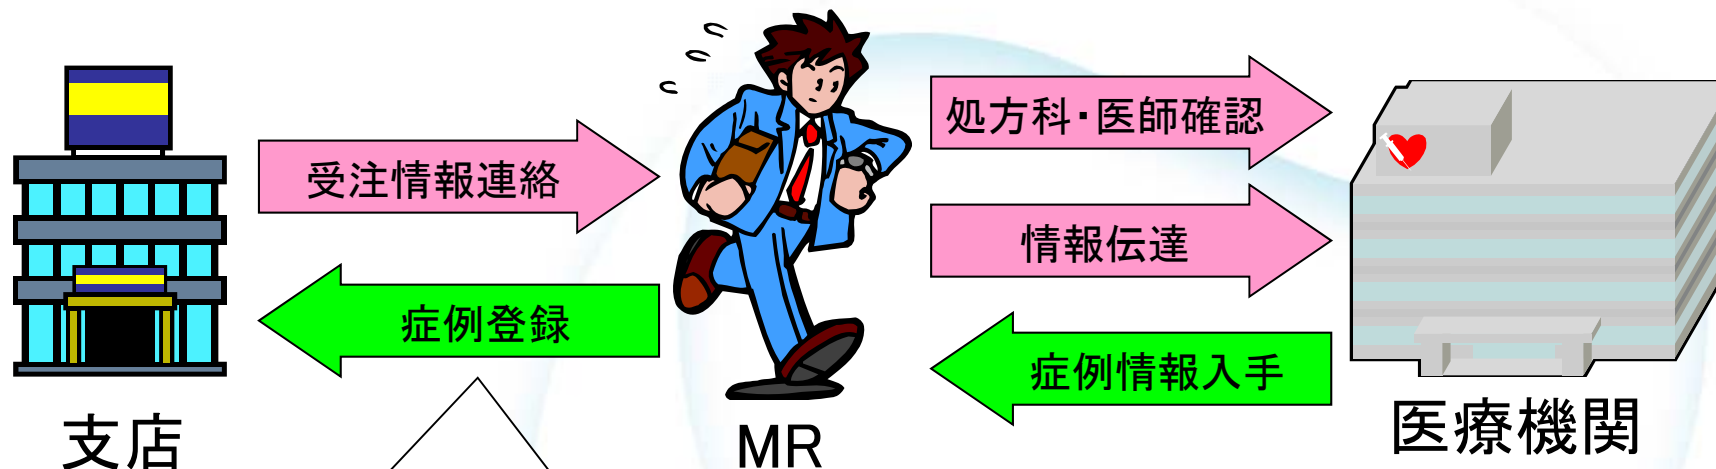 処方科・医師確認
受注情報連絡
情報伝達
症例登録
症例情報入手
支店
MR
医療機関